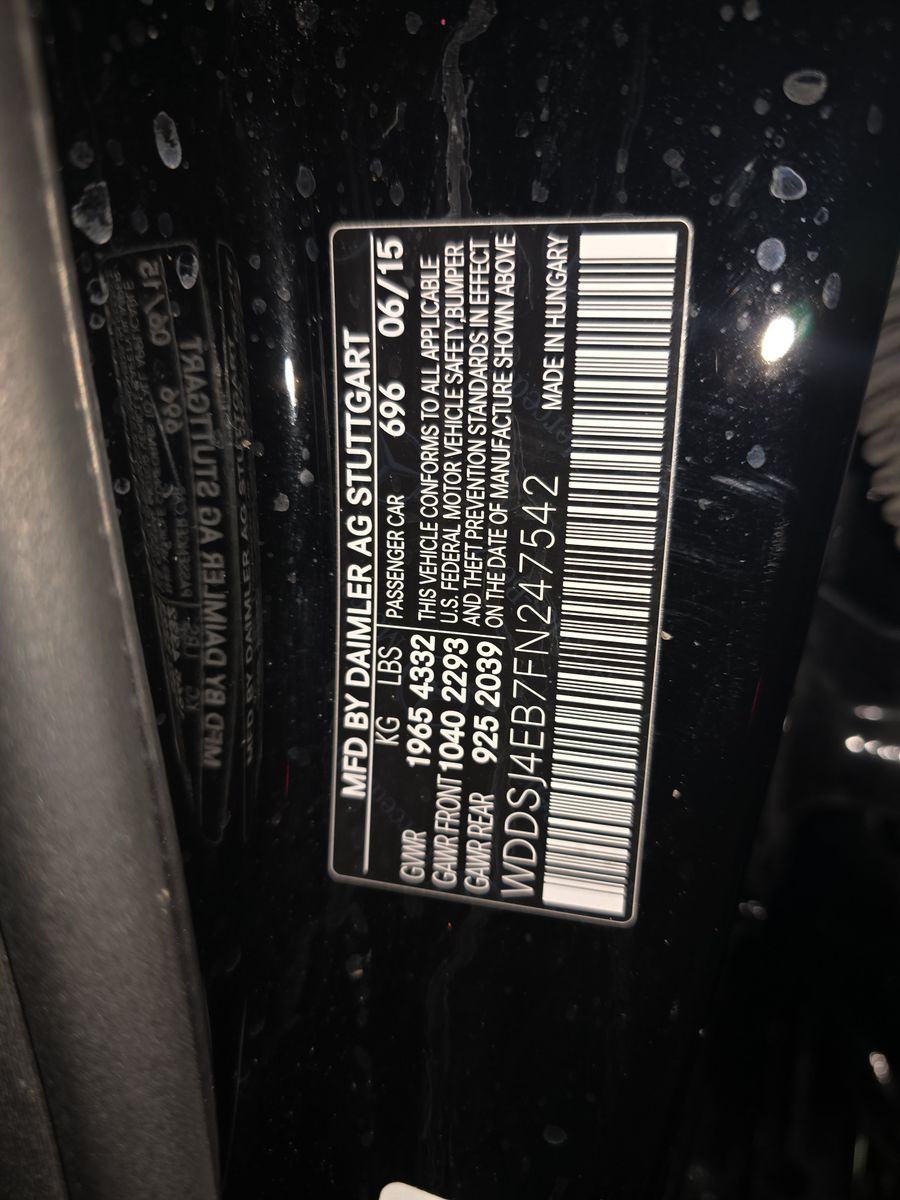 MFD BY DAIMLER AG STUTTGART
KG LBS PASSENGER CAR 696 06/15
GVWR 1965 4332 THIS VEHICLE CONFORMS TO ALL APPLICABLE
GAWR FRONT 1040 2293 U.S. FEDERAL MOTOR VEHICLE SAFETY BUMPER
GAWR REAR 925 2039 AND THEFT PREVENTION STANDARDS IN EFFECT
ON THE DATE OF MANUFACTURE SHOWN ABOVE
WDDSJ4EB7FN247542 MADE IN HUNGARY